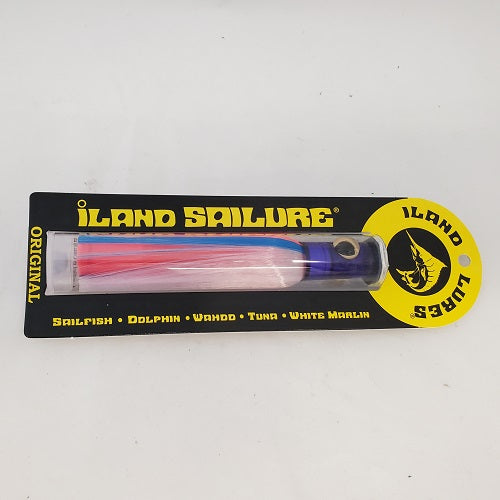 ORIGINAL
iLAND SAILURE®
SAILFISH • DOLPHIN • WAHOO • TUNA • WHITE MARLIN
ILAND LURES®